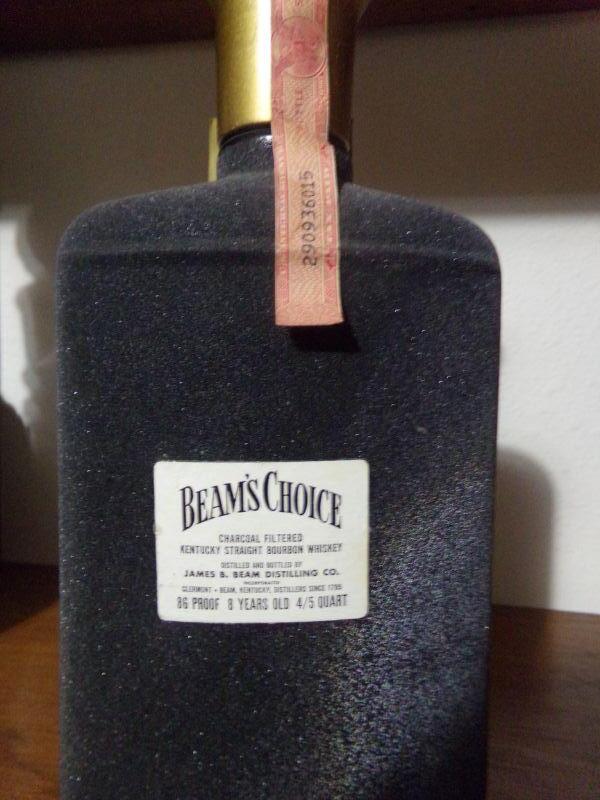 290936015
BEAM'S CHOICE
CHARCOAL FILTERED
KENTUCKY STRAIGHT BOURBON WHISKEY
DISTILLED AND BOTTLED BY
JAMES B. BEAM DISTILLING CO.
INCORPORATED
CLERMONT • BEAM, KENTUCKY, DISTILLERS SINCE 1795
86 PROOF 8 YEARS OLD 4/5 QUART